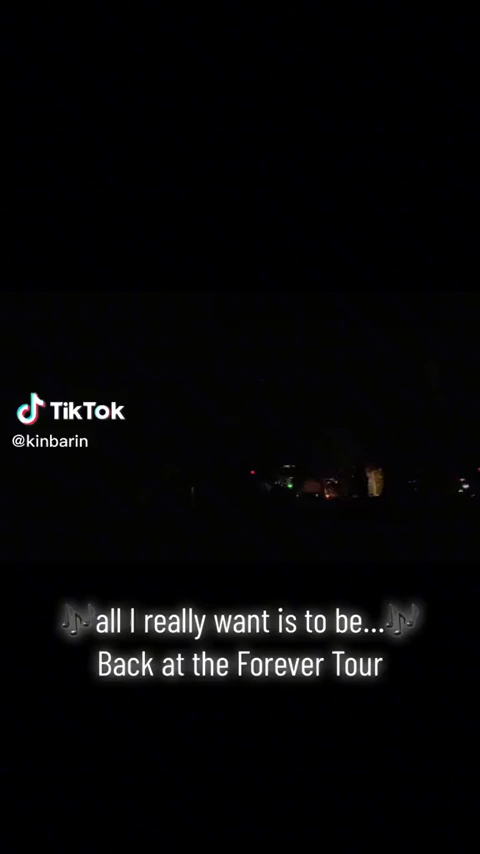 TikTok
@kinbarin
🎶all I really want is to be...🎶
Back at the Forever Tour